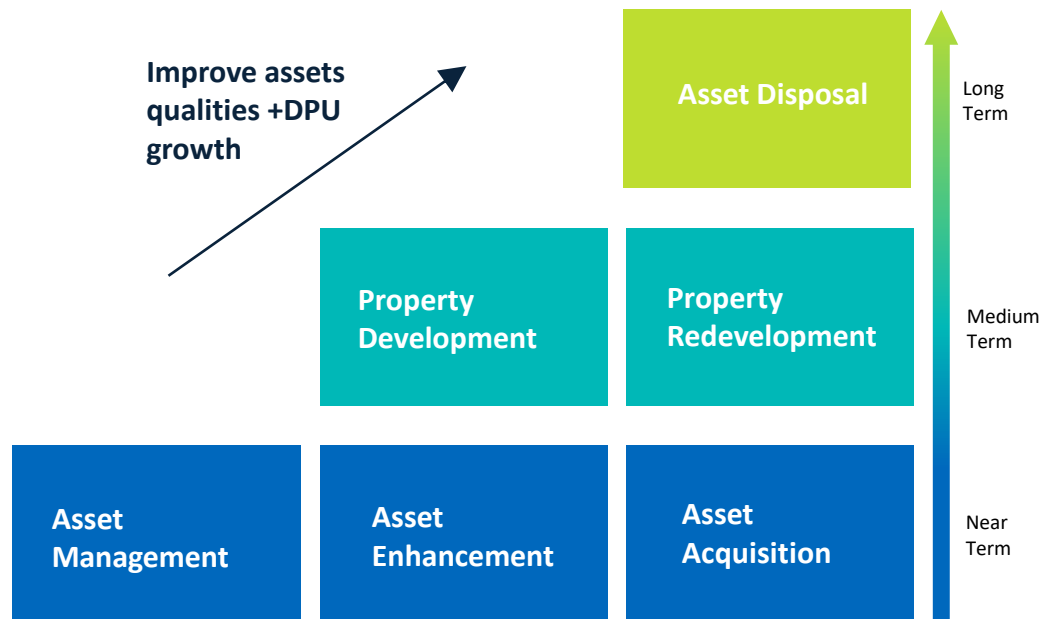 Improve assets
qualities +DPU
growth
Asset Disposal
Long
Term
Property
Development
Property
Redevelopment
Medium
Term
Asset
Management
Asset
Enhancement
Asset
Acquisition
Near
Term